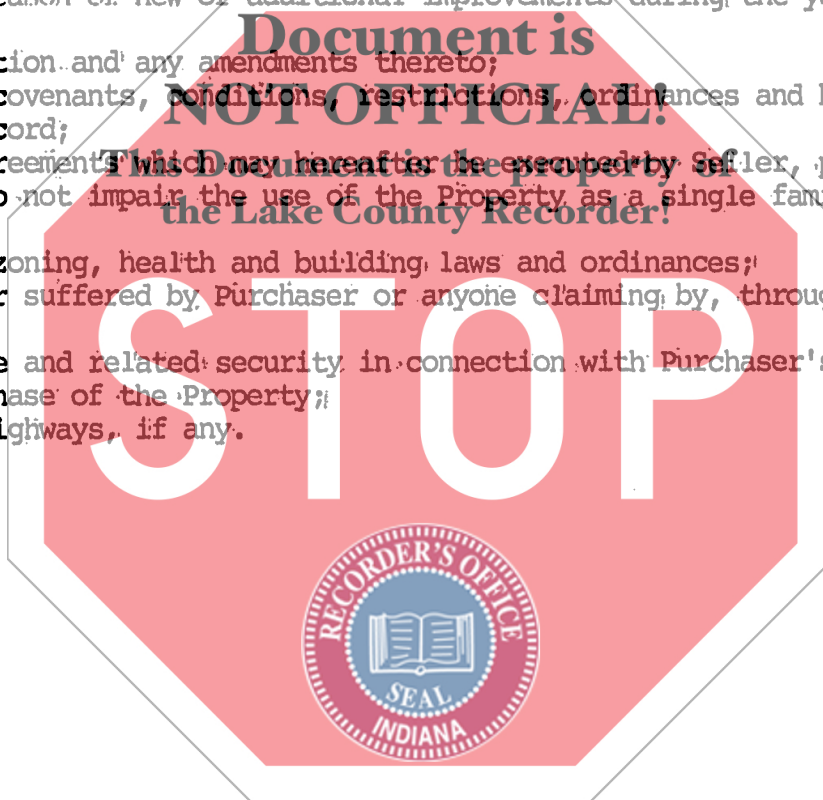 Document is
tion and any amendments thereto;
NOT OFFICIAL!
covenants, conditions, restrictions, ordinances and
cord;
This Document is the property of
reements which may hereafter be executed by Seller,
o not impair the use of the Property as a single
the Lake County Recorder!
zoning, health and building laws and ordinances;
r suffered by Purchaser or anyone claiming by, throug
STOP
e and related security in connection with Purchaser's
hase of the Property;
ighways, if any.
RECORDER'S OFFICE
SEAL
INDIANA